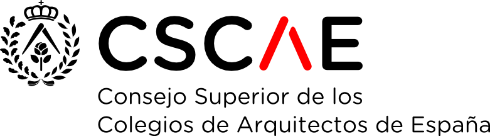 CSCAE
Consejo Superior de los
Colegios de Arquitectos de España